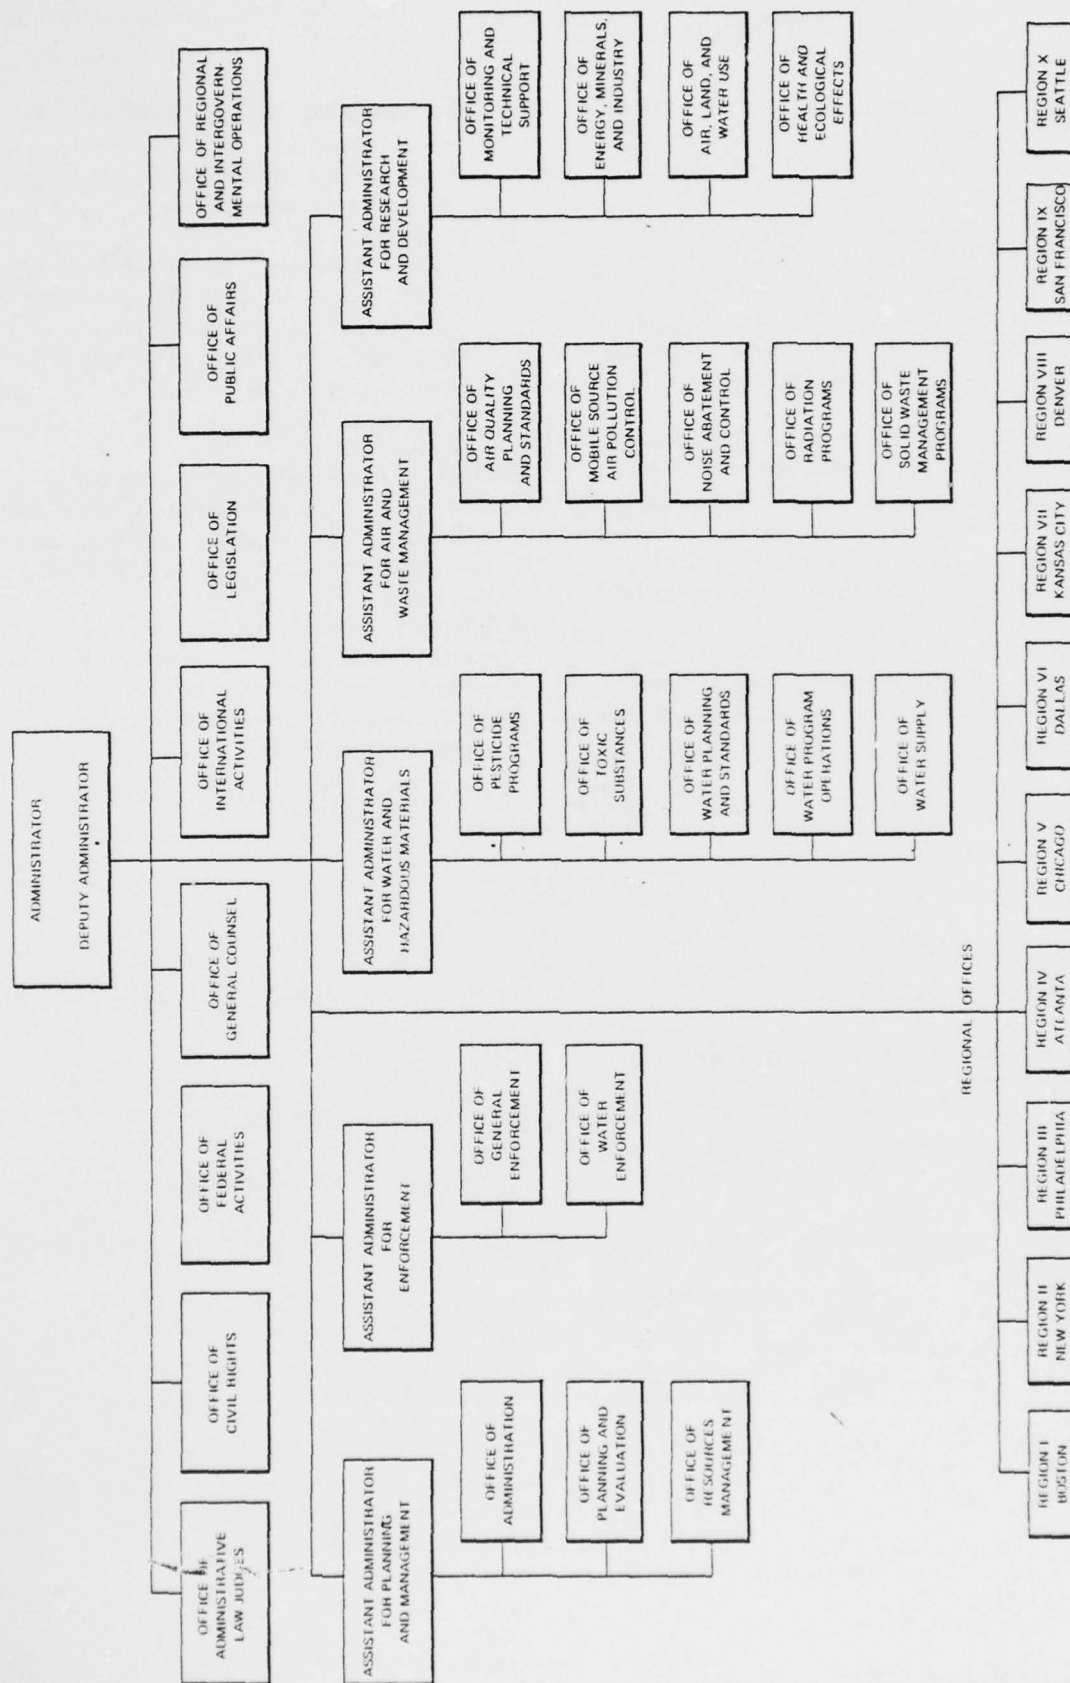 ADMINISTRATOR
DEPUTY ADMINISTRATOR
OFFICE OF
ADMINISTRATIVE
LAW JUDGES
OFFICE OF
CIVIL RIGHTS
OFFICE OF
FEDERAL
ACTIVITIES
OFFICE OF
GENERAL COUNSEL
OFFICE OF
INTERNATIONAL
ACTIVITIES
OFFICE OF
LEGISLATION
OFFICE OF
PUBLIC AFFAIRS
OFFICE OF REGIONAL
AND INTERGOVERN-
MENTAL OPERATIONS
ASSISTANT ADMINISTRATOR
FOR PLANNING
AND MANAGEMENT
OFFICE OF
ADMINISTRATION
OFFICE OF
PLANNING AND
EVALUATION
OFFICE OF
RESOURCES
MANAGEMENT
ASSISTANT ADMINISTRATOR
FOR
ENFORCEMENT
OFFICE OF
GENERAL
ENFORCEMENT
OFFICE OF
WATER
ENFORCEMENT
ASSISTANT ADMINISTRATOR
FOR WATER AND
HAZARDOUS MATERIALS
OFFICE OF
PESTICIDE
PROGRAMS
OFFICE OF
TOXIC
SUBSTANCES
OFFICE OF
WATER PLANNING
AND STANDARDS
OFFICE OF
WATER PROGRAM
OPERATIONS
OFFICE OF
WATER SUPPLY
ASSISTANT ADMINISTRATOR
FOR AIR AND
WASTE MANAGEMENT
OFFICE OF
AIR QUALITY
PLANNING
AND STANDARDS
OFFICE OF
MOBILE SOURCE
AIR POLLUTION
CONTROL
OFFICE OF
NOISE ABATEMENT
AND CONTROL
OFFICE OF
RADIATION
PROGRAMS
OFFICE OF
SOLID WASTE
MANAGEMENT
PROGRAMS
ASSISTANT ADMINISTRATOR
FOR RESEARCH
AND DEVELOPMENT
OFFICE OF
MONITORING AND
TECHNICAL
SUPPORT
OFFICE OF
ENERGY, MINERALS,
AND INDUSTRY
OFFICE OF
AIR, LAND, AND
WATER USE
OFFICE OF
HEALTH AND
ECOLOGICAL
EFFECTS
REGIONAL OFFICES
REGION I
BOSTON
REGION II
NEW YORK
REGION III
PHILADELPHIA
REGION IV
ATLANTA
REGION V
CHICAGO
REGION VI
DALLAS
REGION VII
KANSAS CITY
REGION VIII
DENVER
REGION IX
SAN FRANCISCO
REGION X
SEATTLE